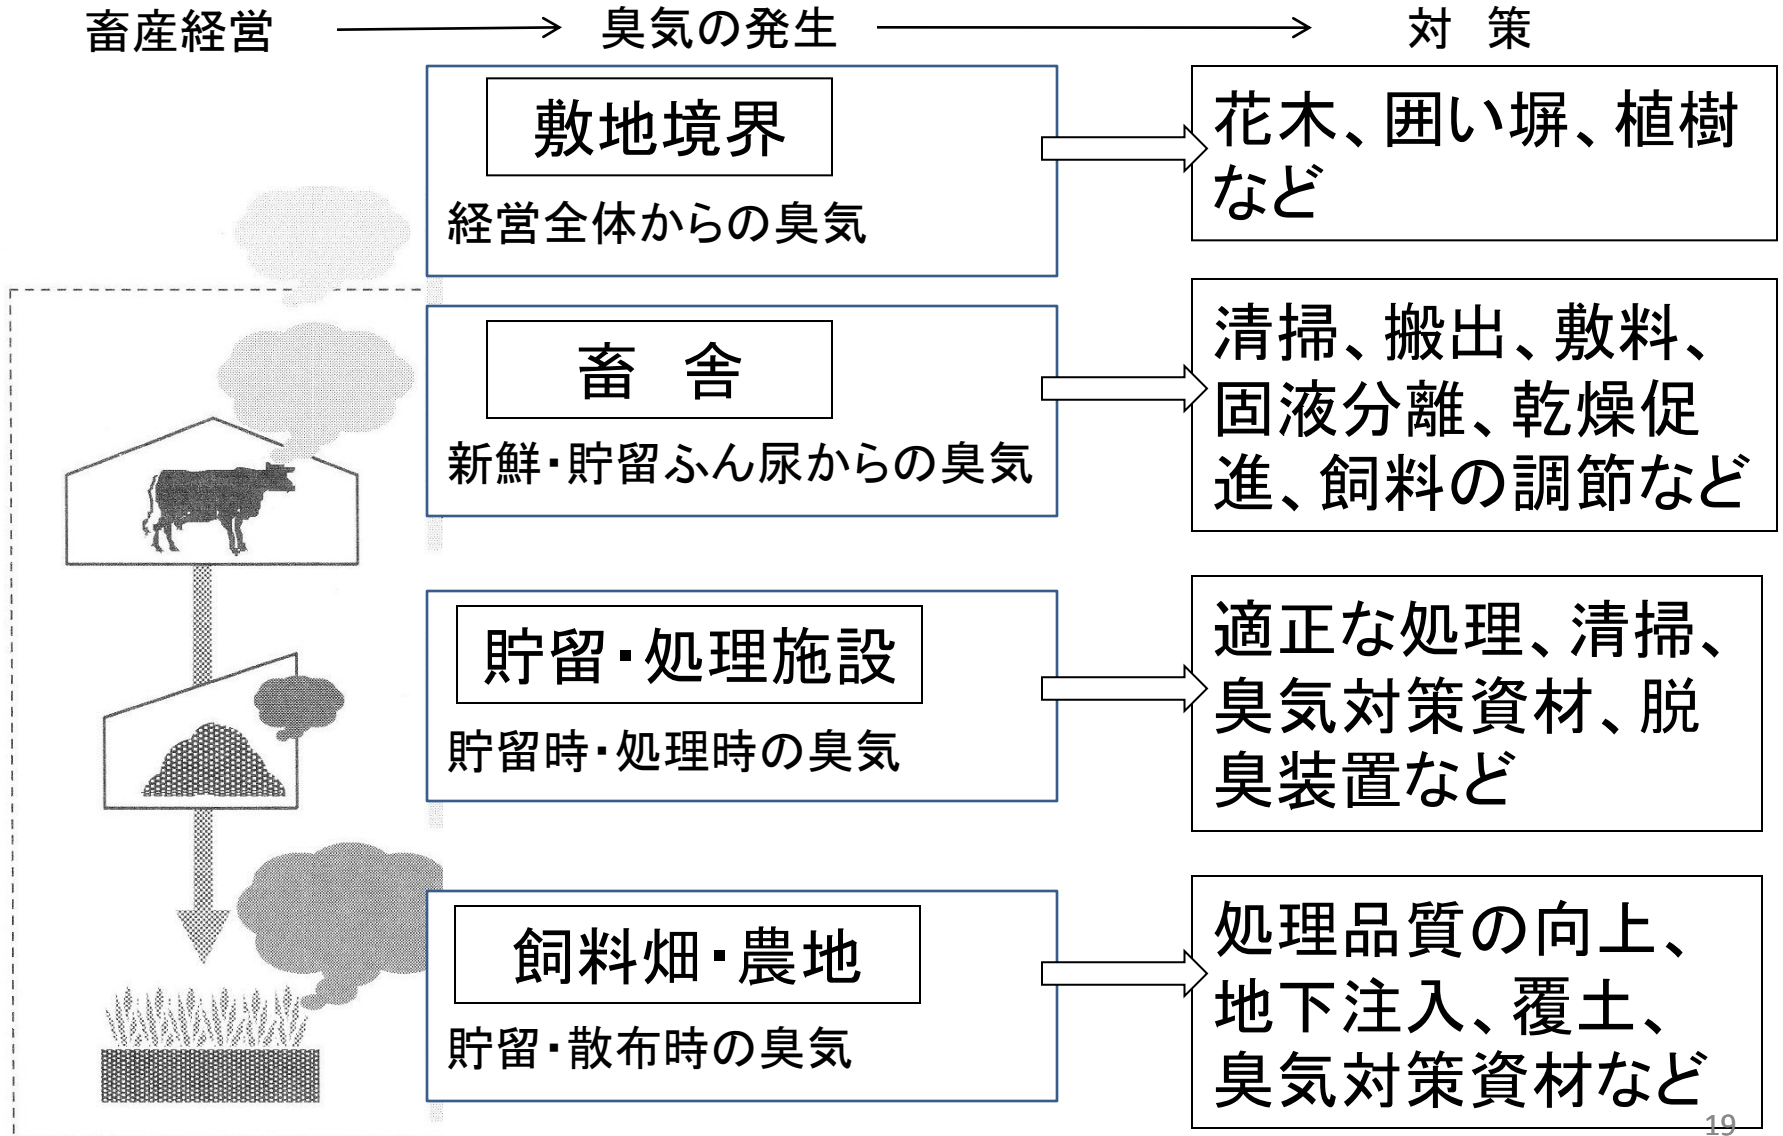 畜産経営
臭気の発生
対　策
敷地境界
経営全体からの臭気
花木、囲い塀、植樹
など
畜　舎
新鮮・貯留ふん尿からの臭気
清掃、搬出、敷料、
固液分離、乾燥促
進、飼料の調節など
貯留・処理施設
貯留時・処理時の臭気
適正な処理、清掃、
臭気対策資材、脱
臭装置など
飼料畑・農地
貯留・散布時の臭気
処理品質の向上、
地下注入、覆土、
臭気対策資材など
19